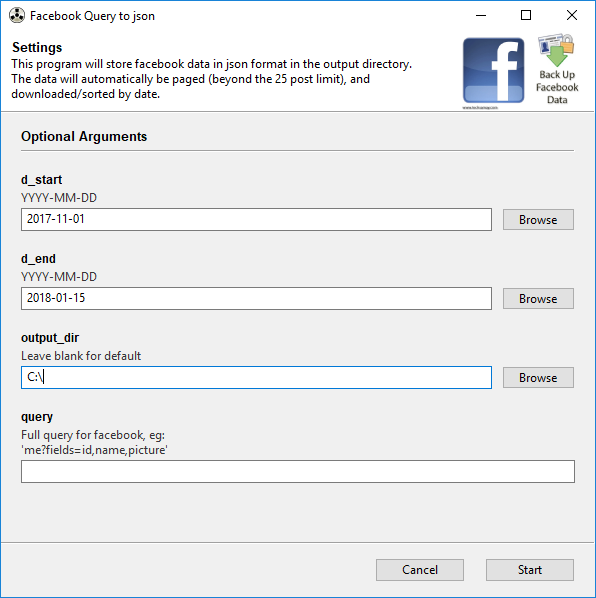 Facebook Query to json
Settings
This program will store facebook data in json format in the output directory.
The data will automatically be paged (beyond the 25 post limit), and
downloaded/sorted by date.
f
Back Up
Facebook
Data
Optional Arguments
d_start
YYYY-MM-DD
2017-11-01
Browse
d_end
YYYY-MM-DD
2018-01-15
Browse
output_dir
Leave blank for default
C:\
Browse
query
Full query for facebook, eg:
'me?fields=id,name,picture'
Cancel
Start